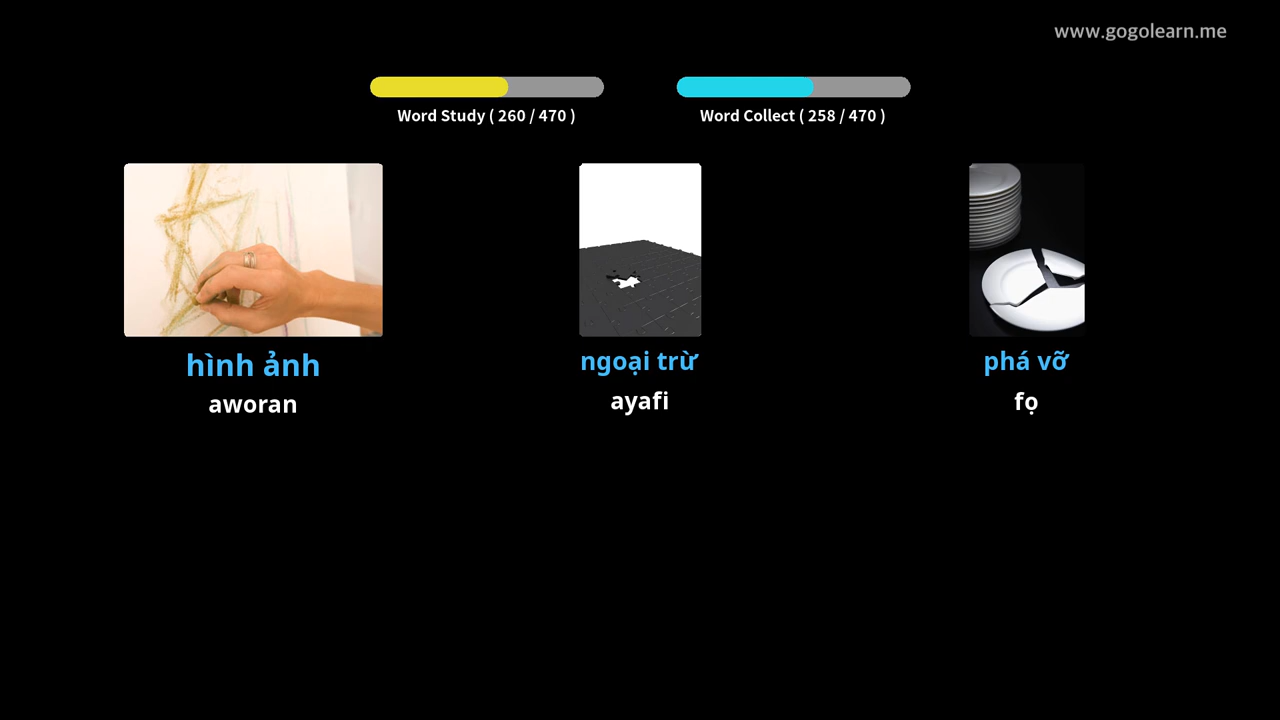 www.gogolearn.me
Word Study ( 260 / 470 )
Word Collect ( 258 / 470 )
hình ảnh
aworan
ngoại trừ
ayafi
phá vỡ
fọ